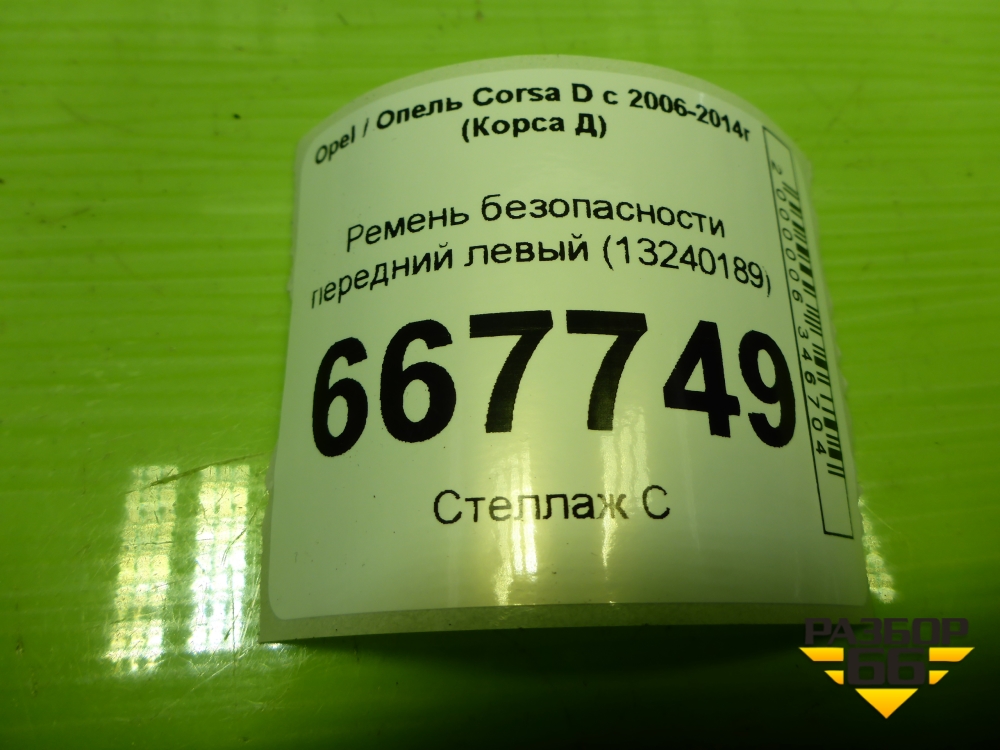 Opel / Опель Corsa D с 2006-2014г
(Корса Д)
Ремень безопасности
передний левый (13240189)
667749
Стеллаж С
2000006346704
РАЗБОР
66